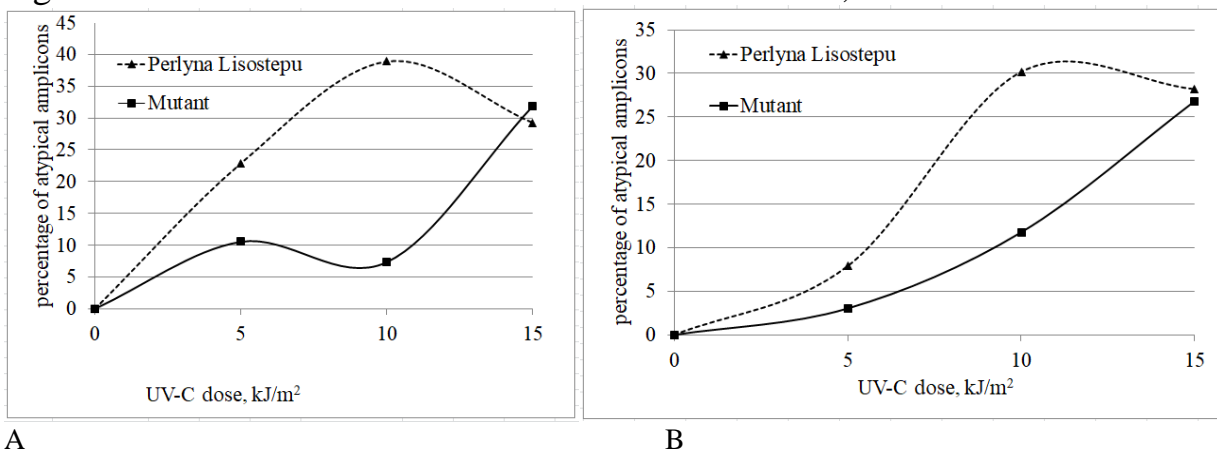 45
40
35
30
25
20
15
10
5
0
percentage of atypical amplicons
Perlyna Lisostepu
Mutant
0 5 10 15
UV-C dose, kJ/m²
A
35
30
25
20
15
10
5
0
percentage of atypical amplicons
Perlyna Lisostepu
Mutant
0 5 10 15
UV-C dose, kJ/m²
B